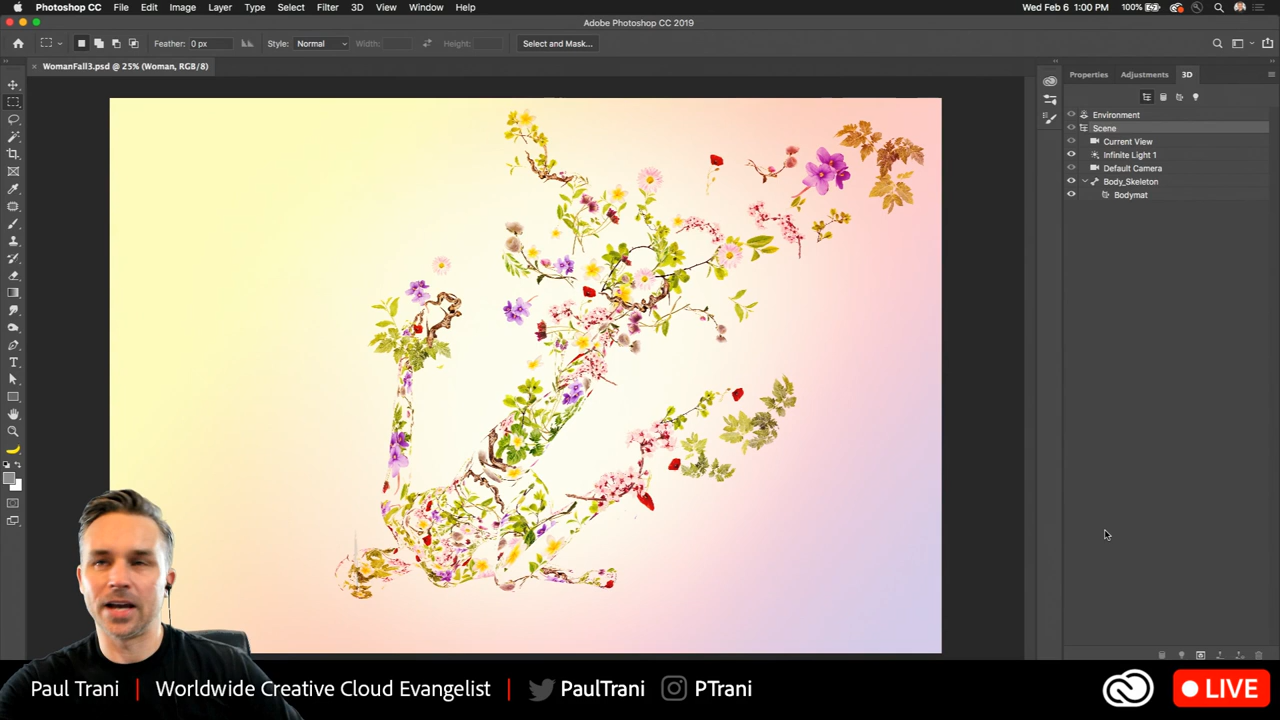 Photoshop CC File Edit Image Layer Type Select Filter 3D View Window Help Wed Feb 6 1:00 PM 100%
Adobe Photoshop CC 2019
Feather: 0 px Style: Normal Width: Height: Select and Mask...
× WomanFall3.psd @ 25% (Woman, RGB/8)
Properties Adjustments 3D
Environment
Scene
Current View
Infinite Light 1
Default Camera
Body_Skeleton
Bodymat
Paul Trani | Worldwide Creative Cloud Evangelist | PaulTrani PTrani LIVE